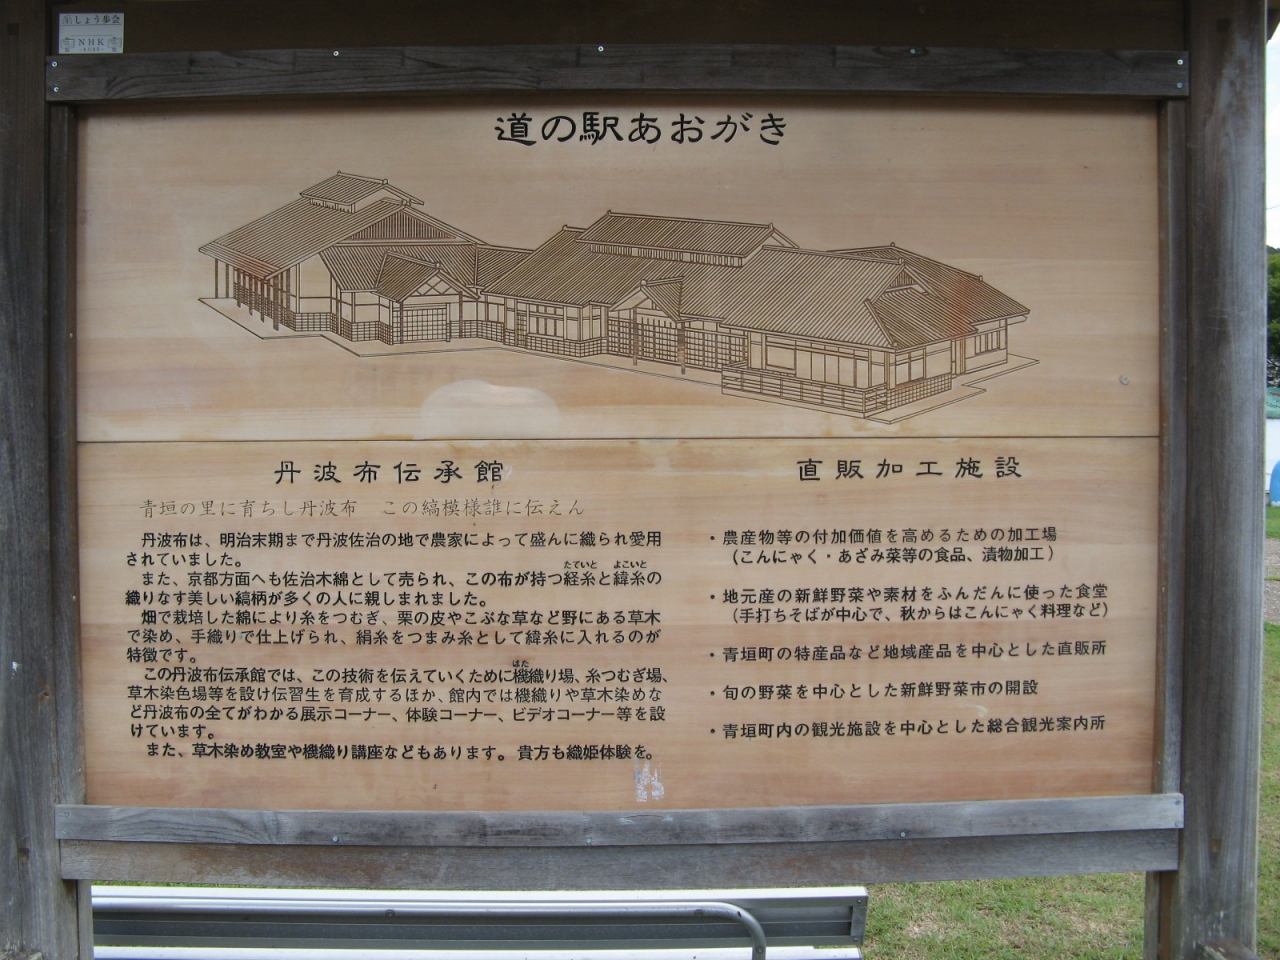 しょう歩会
NHK
道の駅あおがき
丹波布伝承館
青垣の里に育ちし丹波布　この縞模様誰に伝えん
丹波布は、明治末期まで丹波佐治の地で農家によって盛んに織られ愛用
されていました。
また、京都方面へも佐治木綿として売られ、この布が持つ経糸と緯糸の
たていと　よこいと
織りなす美しい縞柄が多くの人に親しまれました。
畑で栽培した綿により糸をつむぎ、栗の皮やこぶな草など野にある草木
で染め、手織りで仕上げられ、絹糸をつまみ糸として緯糸に入れるのが
特徴です。
この丹波布伝承館では、この技術を伝えていくために機織り場、糸つむぎ場、
はた
草木染色場等を設け伝習生を育成するほか、館内では機織りや草木染めな
ど丹波布の全てがわかる展示コーナー、体験コーナー、ビデオコーナー等を設
けています。
また、草木染め教室や機織り講座などもあります。貴方も織姫体験を。
直販加工施設
・農産物等の付加価値を高めるための加工場
（こんにゃく・あざみ菜等の食品、漬物加工）
・地元産の新鮮野菜や素材をふんだんに使った食堂
（手打ちそばが中心で、秋からはこんにゃく料理など）
・青垣町の特産品など地域産品を中心とした直販所
・旬の野菜を中心とした新鮮野菜市の開設
・青垣町内の観光施設を中心とした総合観光案内所